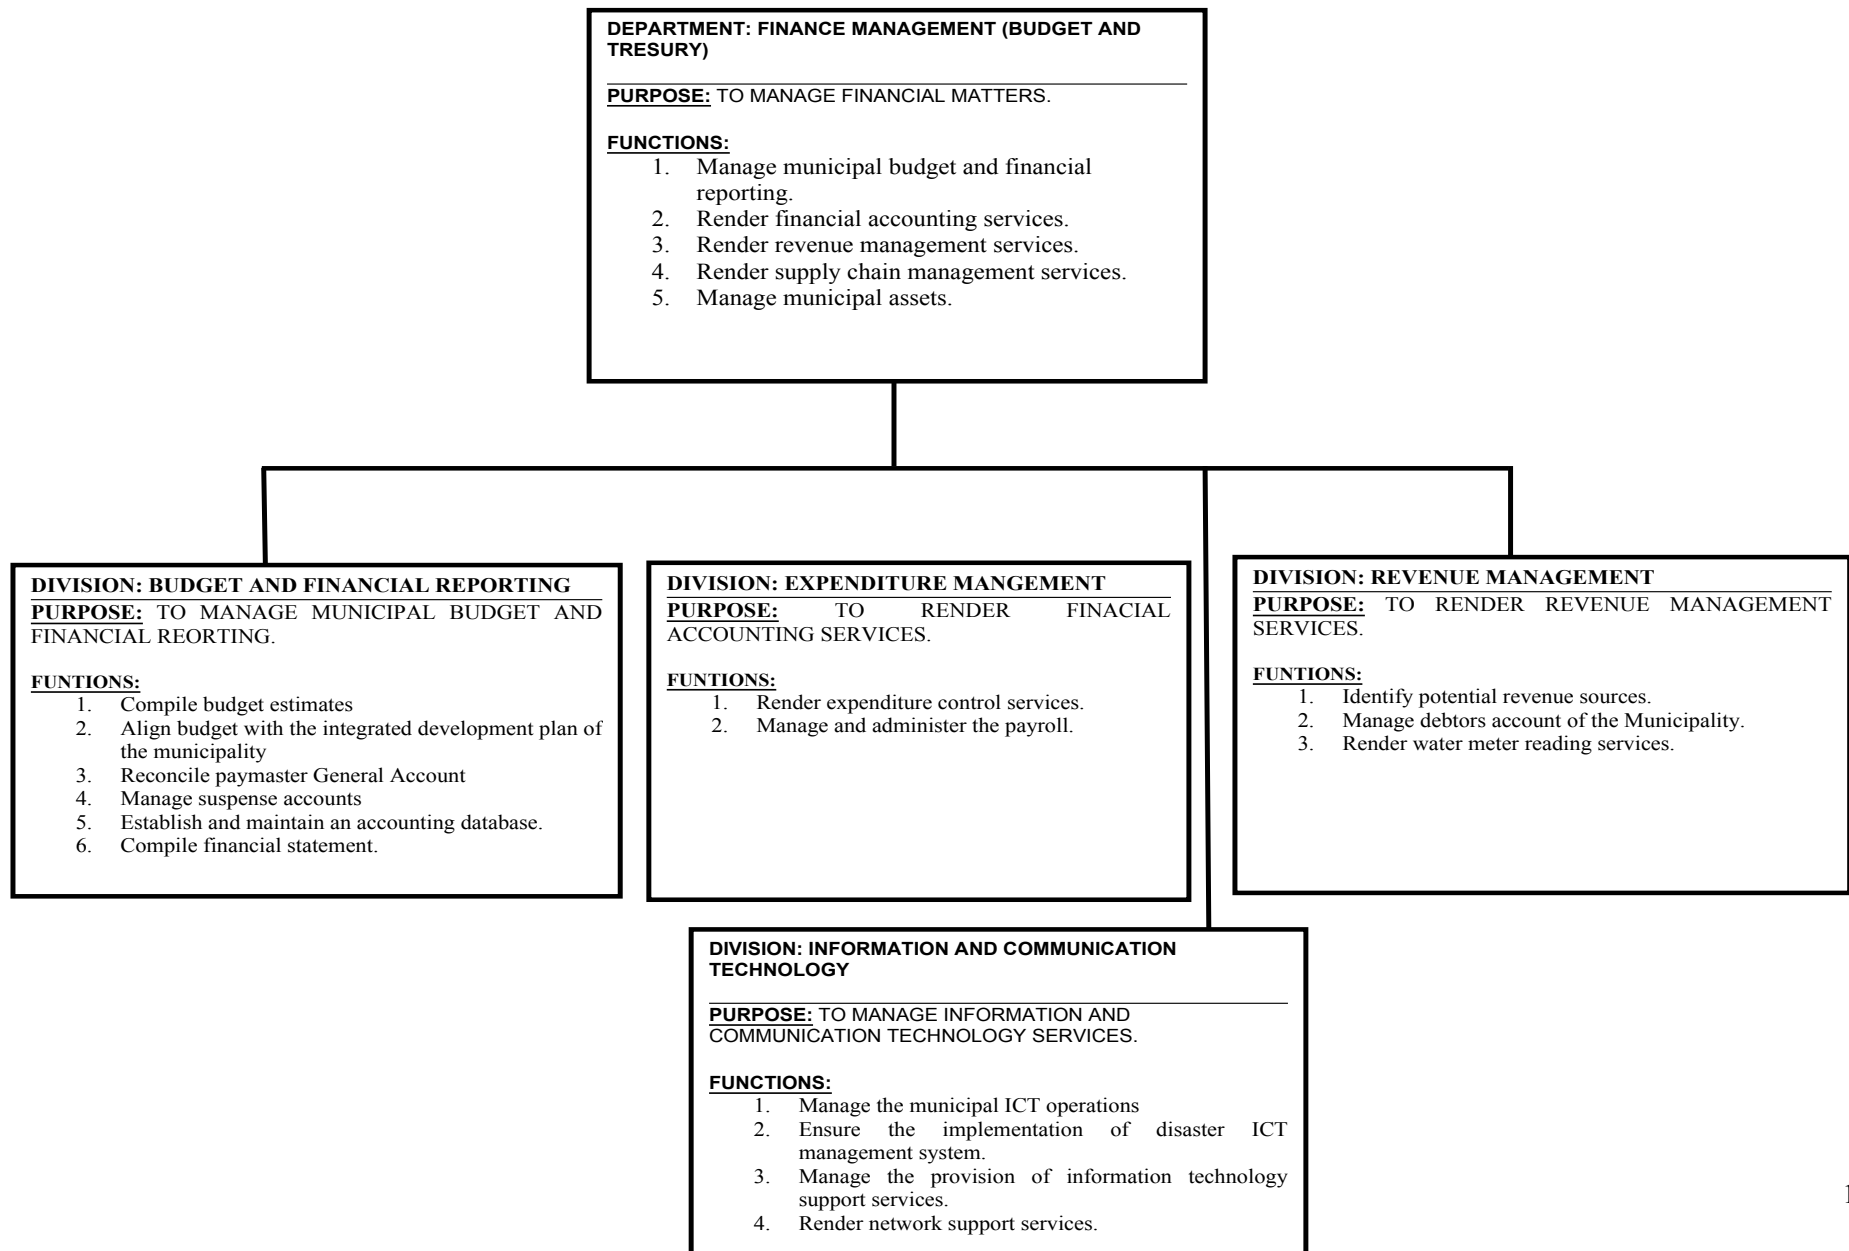 DEPARTMENT: FINANCE MANAGEMENT (BUDGET AND
TRESURY)
PURPOSE: TO MANAGE FINANCIAL MATTERS.
FUNCTIONS:
1. Manage municipal budget and financial
reporting.
2. Render financial accounting services.
3. Render revenue management services.
4. Render supply chain management services.
5. Manage municipal assets.
DIVISION: BUDGET AND FINANCIAL REPORTING
PURPOSE: TO MANAGE MUNICIPAL BUDGET AND
FINANCIAL REORTING.
FUNTIONS:
1. Compile budget estimates
2. Align budget with the integrated development plan of
the municipality
3. Reconcile paymaster General Account
4. Manage suspense accounts
5. Establish and maintain an accounting database.
6. Compile financial statement.
DIVISION: EXPENDITURE MANGEMENT
PURPOSE: TO RENDER FINACIAL
ACCOUNTING SERVICES.
FUNTIONS:
1. Render expenditure control services.
2. Manage and administer the payroll.
DIVISION: REVENUE MANAGEMENT
PURPOSE: TO RENDER REVENUE MANAGEMENT
SERVICES.
FUNTIONS:
1. Identify potential revenue sources.
2. Manage debtors account of the Municipality.
3. Render water meter reading services.
DIVISION: INFORMATION AND COMMUNICATION
TECHNOLOGY
PURPOSE: TO MANAGE INFORMATION AND
COMMUNICATION TECHNOLOGY SERVICES.
FUNCTIONS:
1. Manage the municipal ICT operations
2. Ensure the implementation of disaster ICT
management system.
3. Manage the provision of information technology
support services.
4. Render network support services.